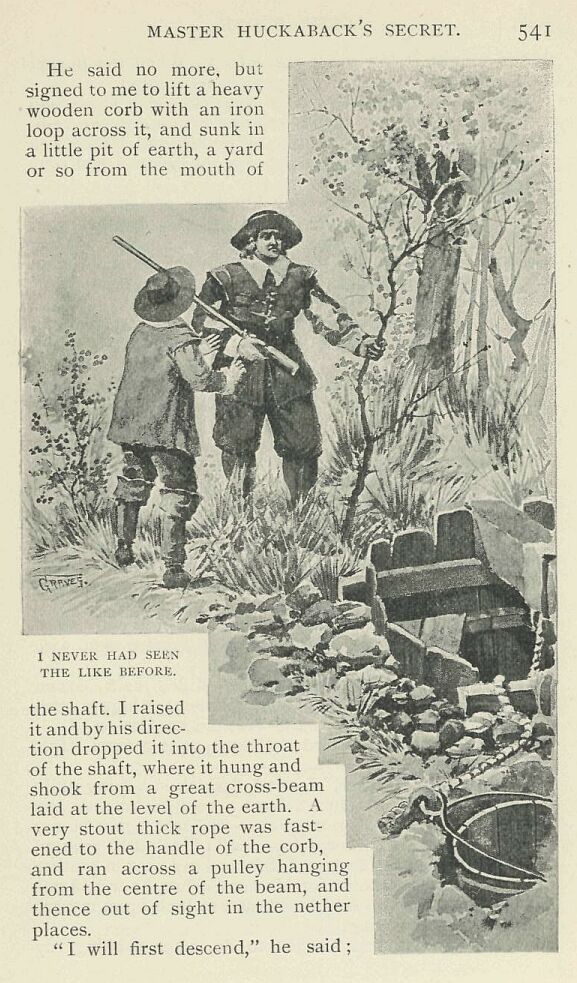 MASTER HUCKABACK'S SECRET. 541
He said no more, but
signed to me to lift a heavy
wooden corb with an iron
loop across it, and sunk in
a little pit of earth, a yard
or so from the mouth of
GRAVES.
I NEVER HAD SEEN
THE LIKE BEFORE.
the shaft. I raised
it and by his direc-
tion dropped it into the throat
of the shaft, where it hung and
shook from a great cross-beam
laid at the level of the earth. A
very stout thick rope was fast-
ened to the handle of the corb,
and ran across a pulley hanging
from the centre of the beam, and
thence out of sight in the nether
places.
"I will first descend," he said;